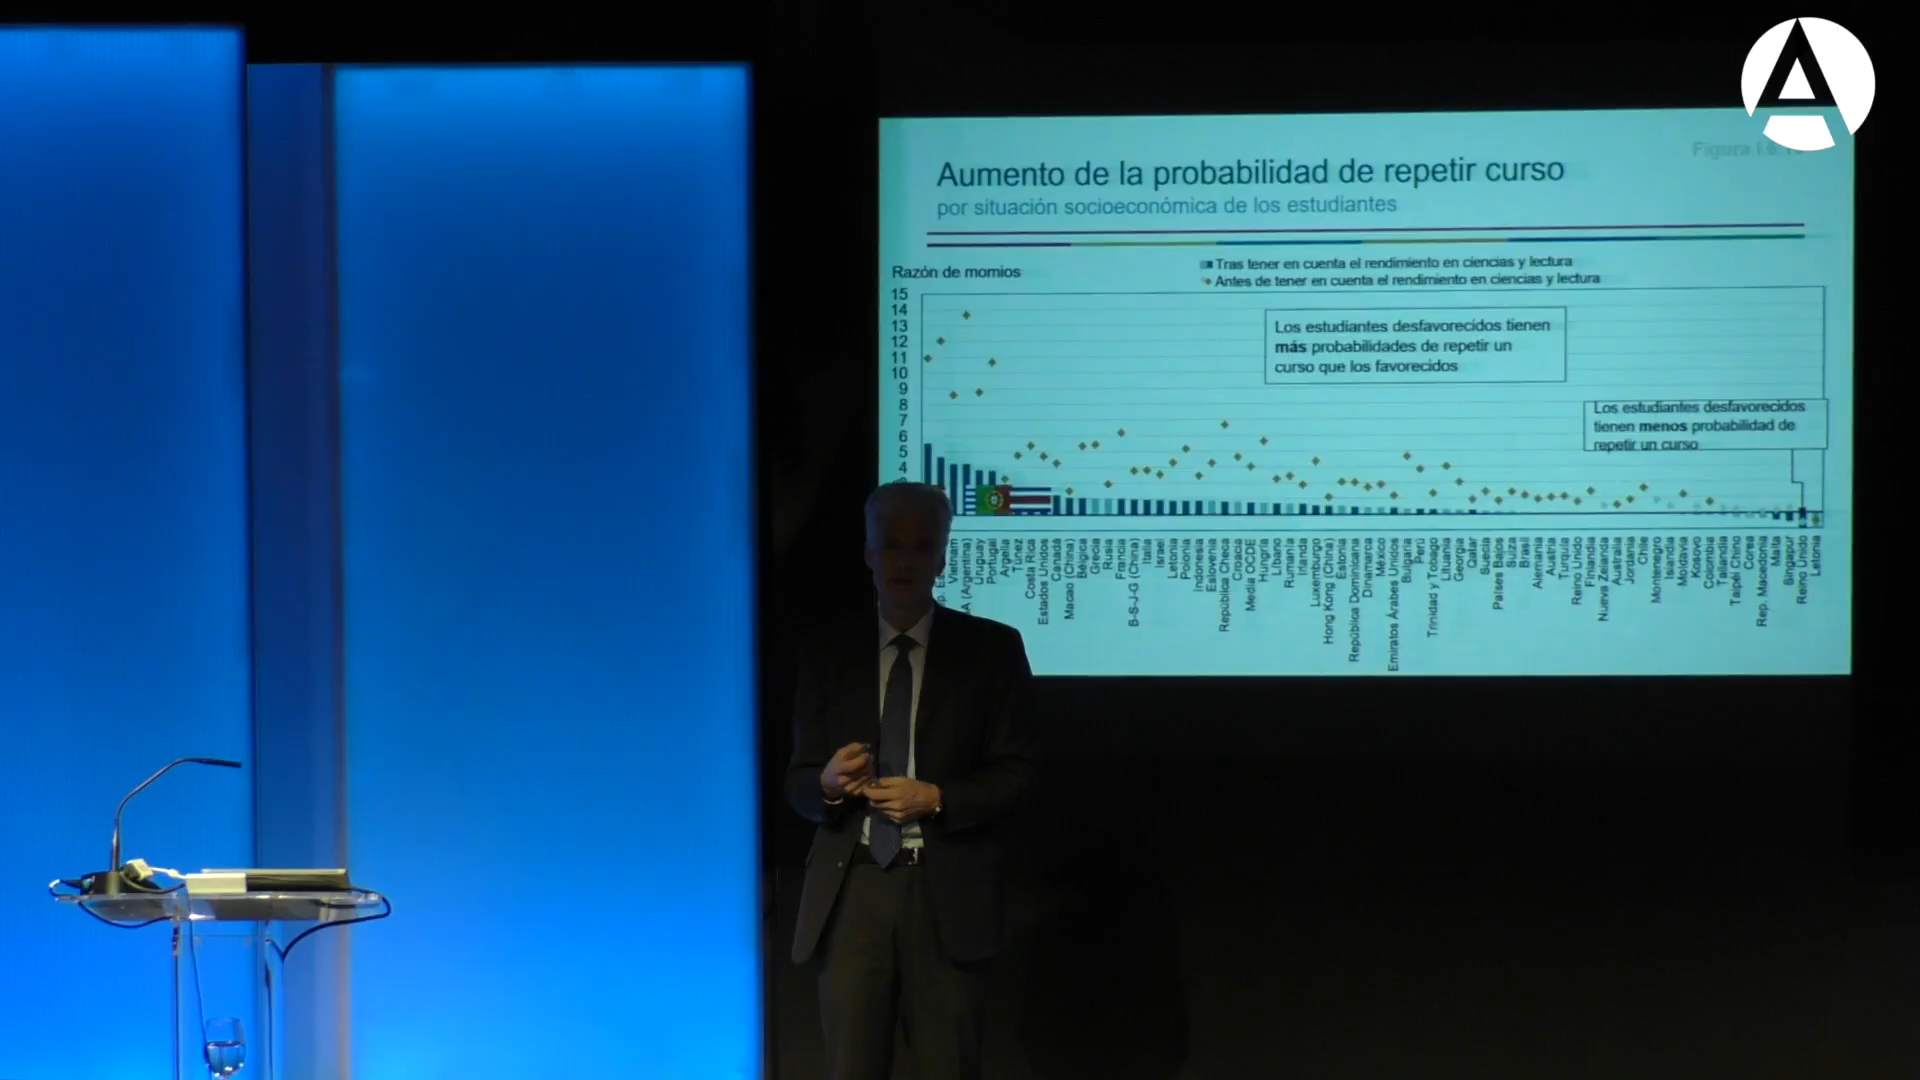 Figura I.6.
Aumento de la probabilidad de repetir curso
por situación socioeconómica de los estudiantes
Razón de momios
Tras tener en cuenta el rendimiento en ciencias y lectura
Antes de tener en cuenta el rendimiento en ciencias y lectura
15
14
13
12
11
10
9
8
7
6
5
4
Los estudiantes desfavorecidos tienen
más probabilidades de repetir un
curso que los favorecidos
Los estudiantes desfavorecidos
tienen menos probabilidad de
repetir un curso
Vietnam
(Argentina)
Uruguay
Portugal
Argelia
Túnez
Costa Rica
Estados Unidos
Canadá
Macao (China)
Bélgica
Grecia
Rusia
Francia
B-S-J-G (China)
Italia
Israel
Letonia
Polonia
Indonesia
Eslovenia
República Checa
Croacia
Media OCDE
Hungría
Líbano
Rumanía
Irlanda
Luxemburgo
Hong Kong (China)
Estonia
República Dominicana
Dinamarca
México
Emiratos Árabes Unidos
Bulgaria
Perú
Trinidad y Tobago
Lituania
Georgia
Qatar
Suecia
Países Bajos
Suiza
Brasil
Alemania
Austria
Turquía
Reino Unido
Finlandia
Nueva Zelanda
Australia
Jordania
Chile
Montenegro
Islandia
Moldavia
Kosovo
Colombia
Tailandia
Taipéi Chino
Corea
Rep. Macedonia
Malta
Singapur
Reino Unido
Letonia